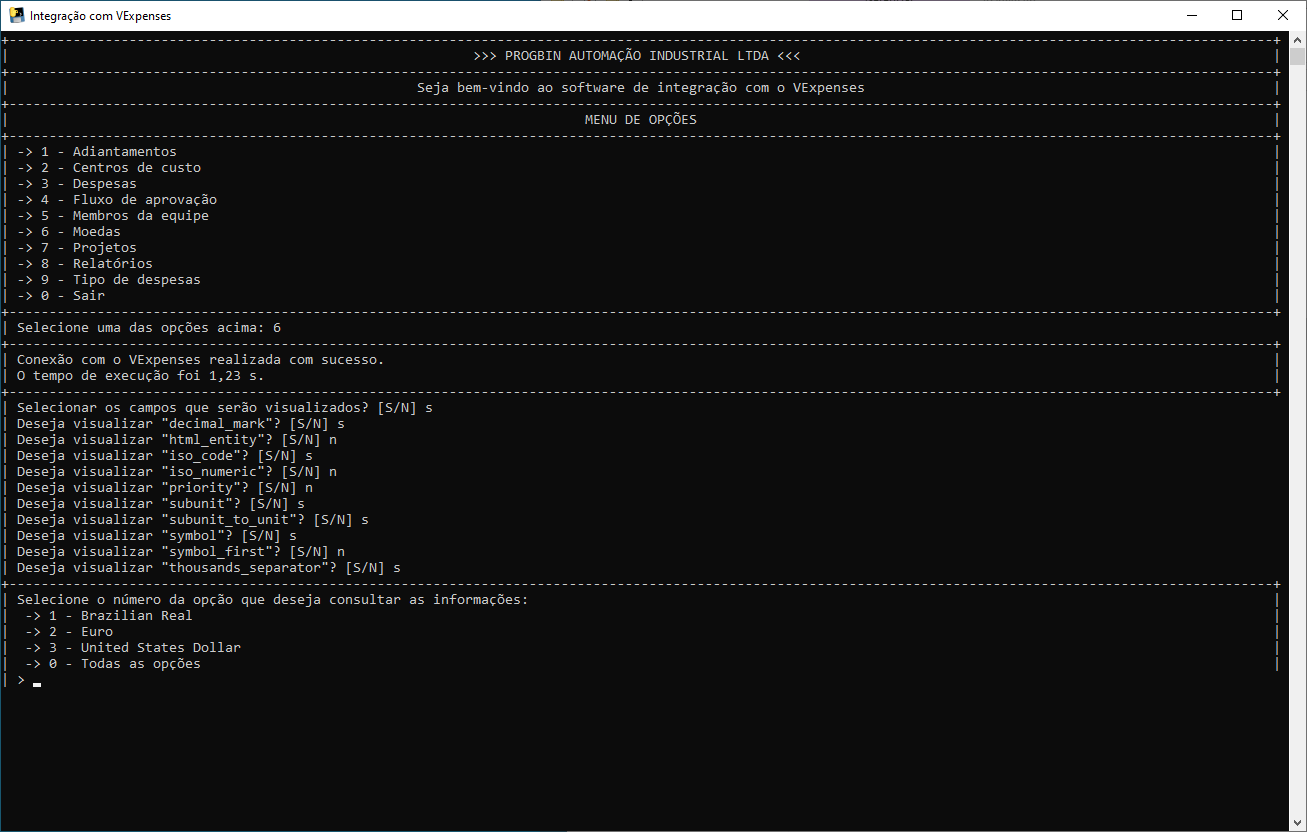 Integração com VExpenses
>>> PROGBIN AUTOMAÇÃO INDUSTRIAL LTDA <<<
Seja bem-vindo ao software de integração com o VExpenses
MENU DE OPÇÕES
-> 1 - Adiantamentos
-> 2 - Centros de custo
-> 3 - Despesas
-> 4 - Fluxo de aprovação
-> 5 - Membros da equipe
-> 6 - Moedas
-> 7 - Projetos
-> 8 - Relatórios
-> 9 - Tipo de despesas
-> 0 - Sair
Selecione uma das opções acima: 6
Conexão com o VExpenses realizada com sucesso.
O tempo de execução foi 1,23 s.
Selecionar os campos que serão visualizados? [S/N] s
Deseja visualizar "decimal_mark"? [S/N] s
Deseja visualizar "html_entity"? [S/N] n
Deseja visualizar "iso_code"? [S/N] s
Deseja visualizar "iso_numeric"? [S/N] n
Deseja visualizar "priority"? [S/N] n
Deseja visualizar "subunit"? [S/N] s
Deseja visualizar "subunit_to_unit"? [S/N] s
Deseja visualizar "symbol"? [S/N] s
Deseja visualizar "symbol_first"? [S/N] n
Deseja visualizar "thousands_separator"? [S/N] s
Selecione o número da opção que deseja consultar as informações:
-> 1 - Brazilian Real
-> 2 - Euro
-> 3 - United States Dollar
-> 0 - Todas as opções
>